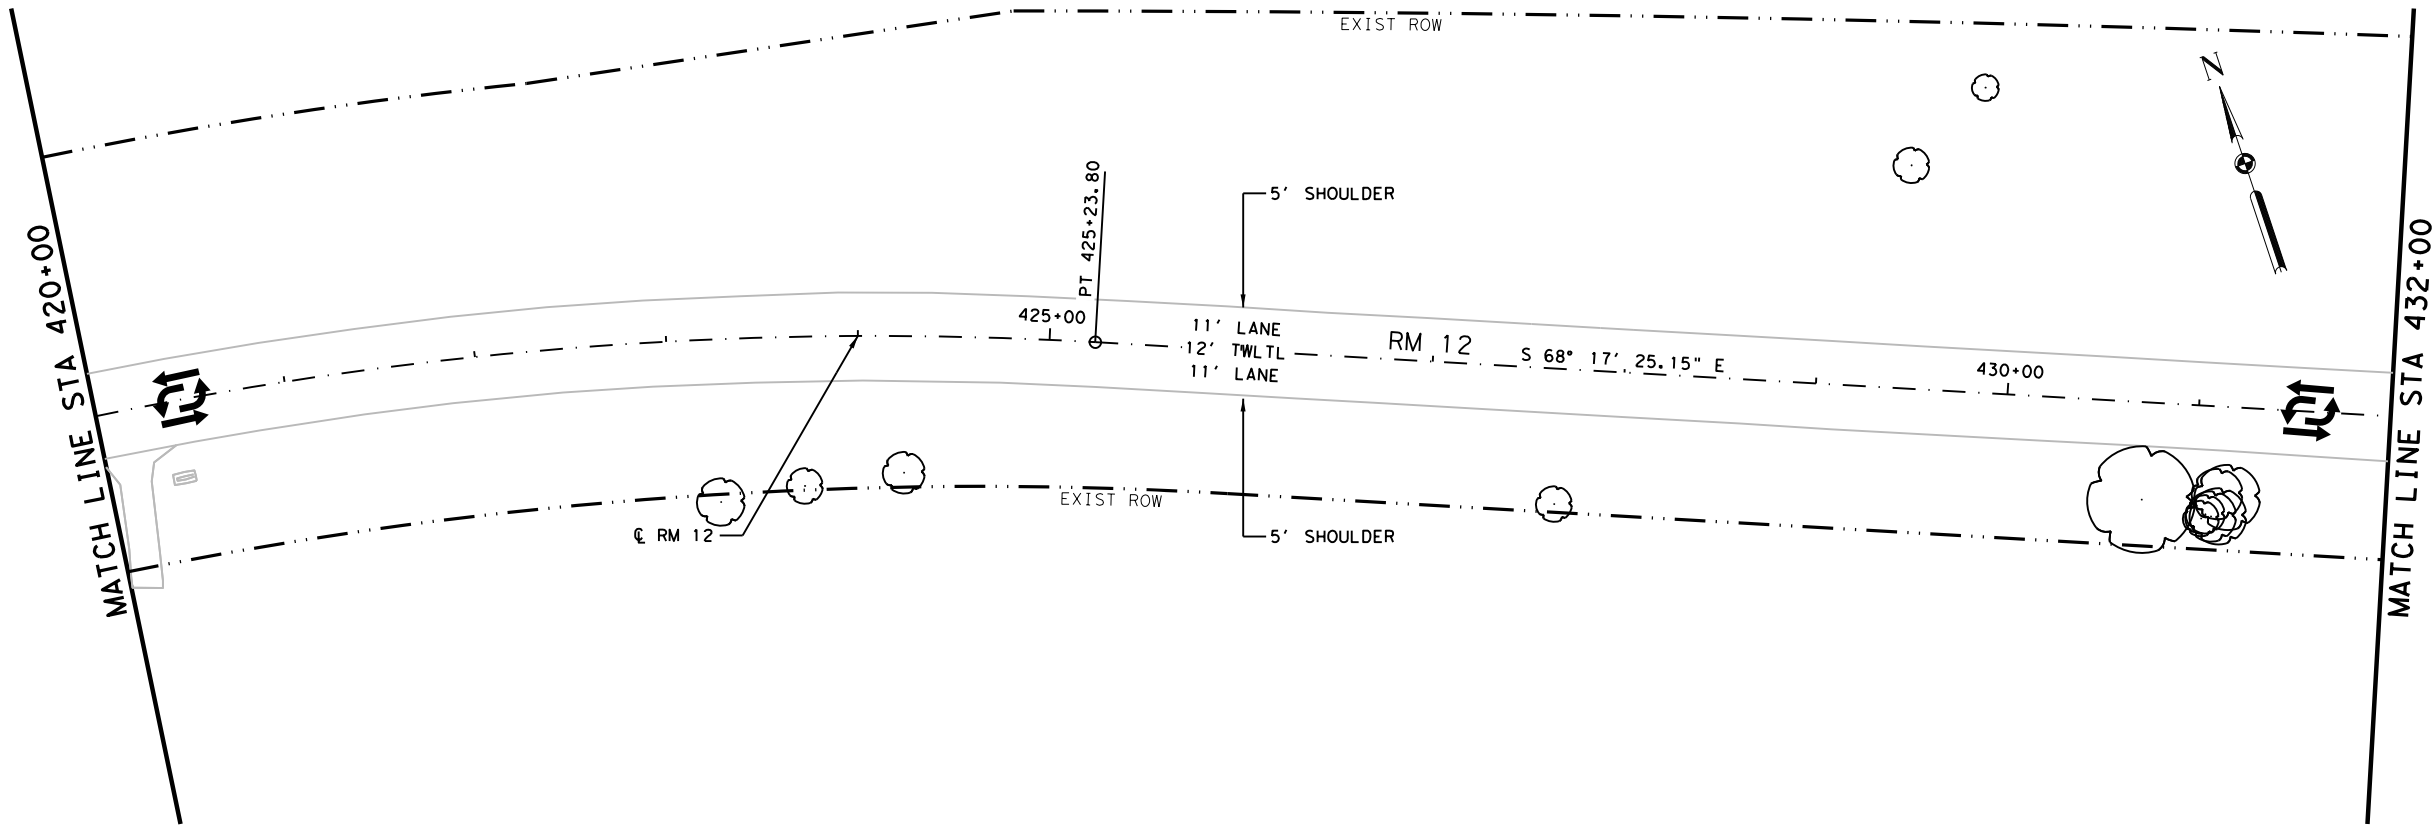 EXIST ROW
N
MATCH LINE STA 420+00
PT 425+23.80
5' SHOULDER
425+00
11' LANE
12' TWLTL
11' LANE
RM 12
S 68° 17' 25.15" E
430+00
MATCH LINE STA 432+00
EXIST ROW
℄ RM 12
5' SHOULDER